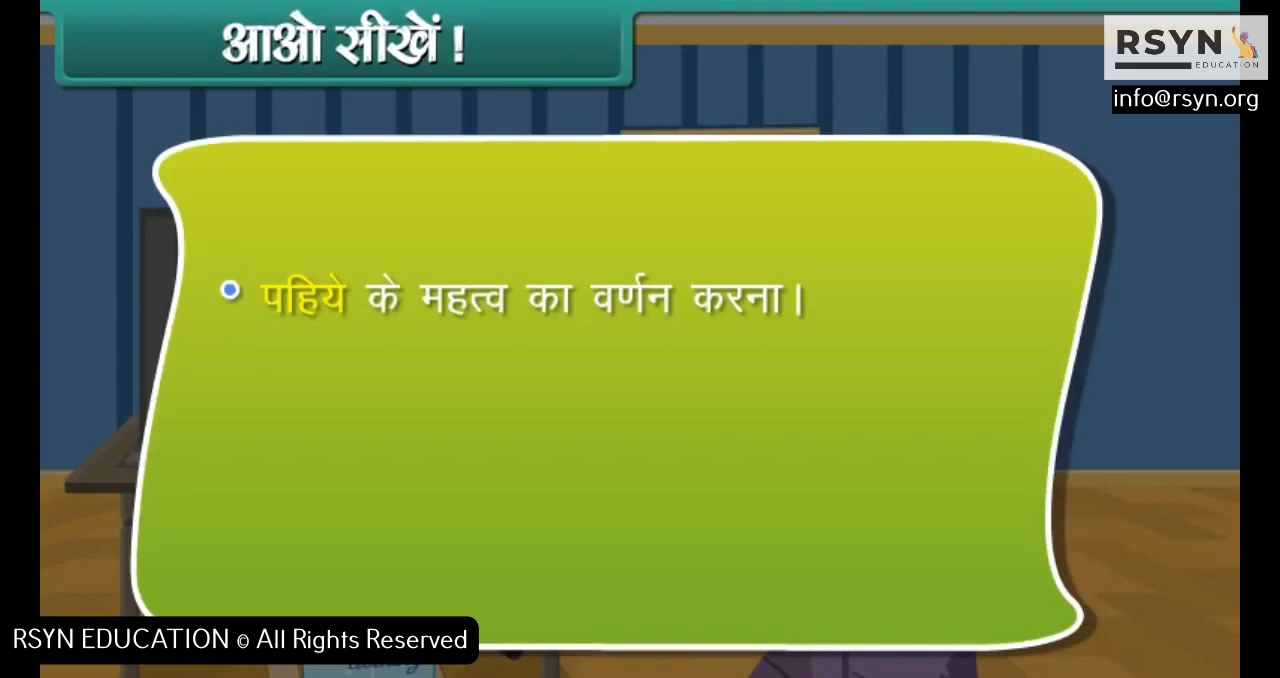 आओ सीखें!
RSYN
EDUCATION
info@rsyn.org
पहिये के महत्व का वर्णन करना।
RSYN EDUCATION © All Rights Reserved